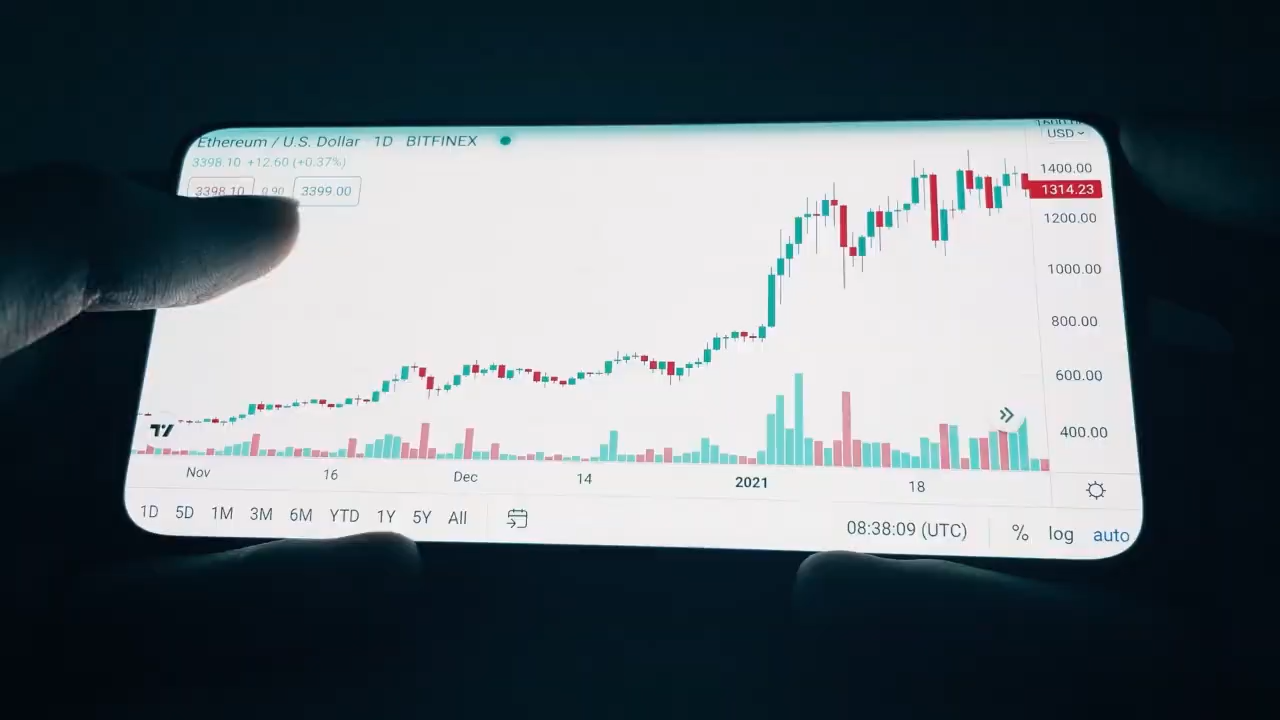 Ethereum / U.S. Dollar 1D BITFINEX
3398.10 +12.60 (+0.37%)
3398.10 0.90 3399.00
USD
1400.00
1314.23
1200.00
1000.00
800.00
600.00
400.00
Nov 16 Dec 14 2021 18
1D 5D 1M 3M 6M YTD 1Y 5Y All
08:38:09 (UTC) % log auto